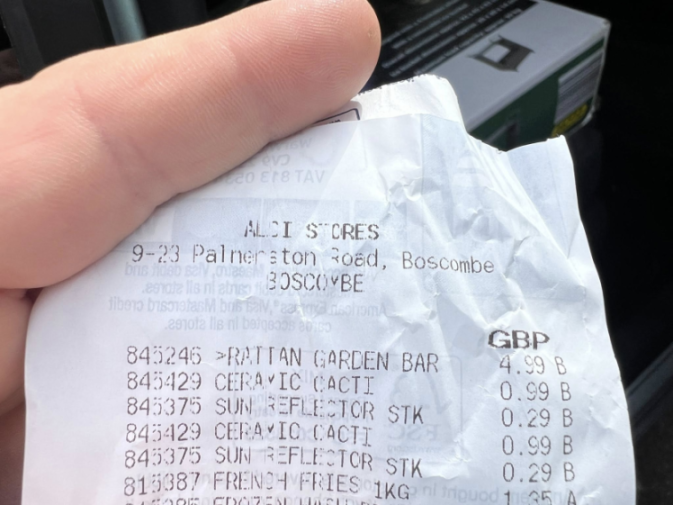 ALDI STORES
9-23 Palmerston Road, Boscombe
BOSCOMBE
GBP
845246 >RATTAN GARDEN BAR 4.99 B
845429 CERAMIC CACTI 0.99 B
845375 SUN REFLECTOR STK 0.29 B
845429 CERAMIC CACTI 0.99 B
845375 SUN REFLECTOR STK 0.29 B
815387 FRENCH FRIES 1KG 1.35 A